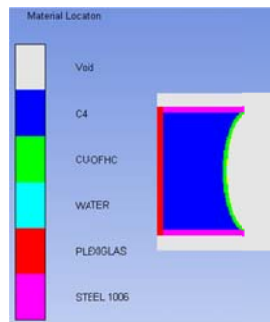 Material Locaton
Void
C4
CUOFHC
WATER
PLEXIGLAS
STEEL 1006